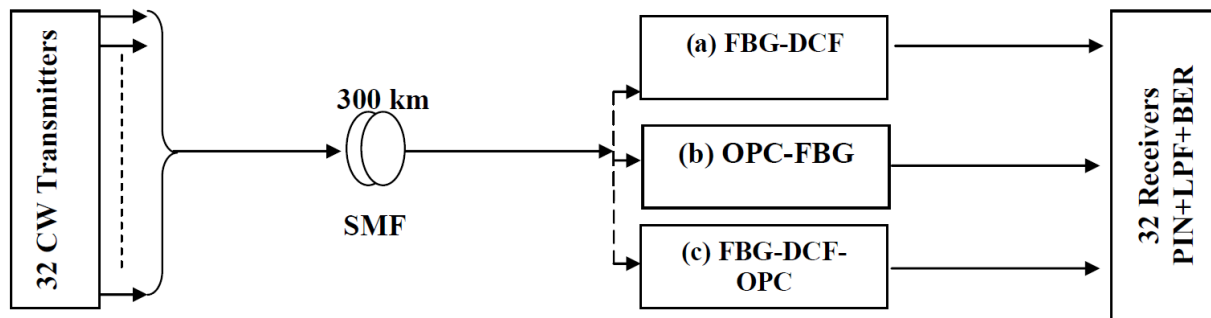 32 CW Transmitters
300 km
SMF
(a) FBG-DCF
(b) OPC-FBG
(c) FBG-DCF-
OPC
32 Receivers
PIN+LPF+BER